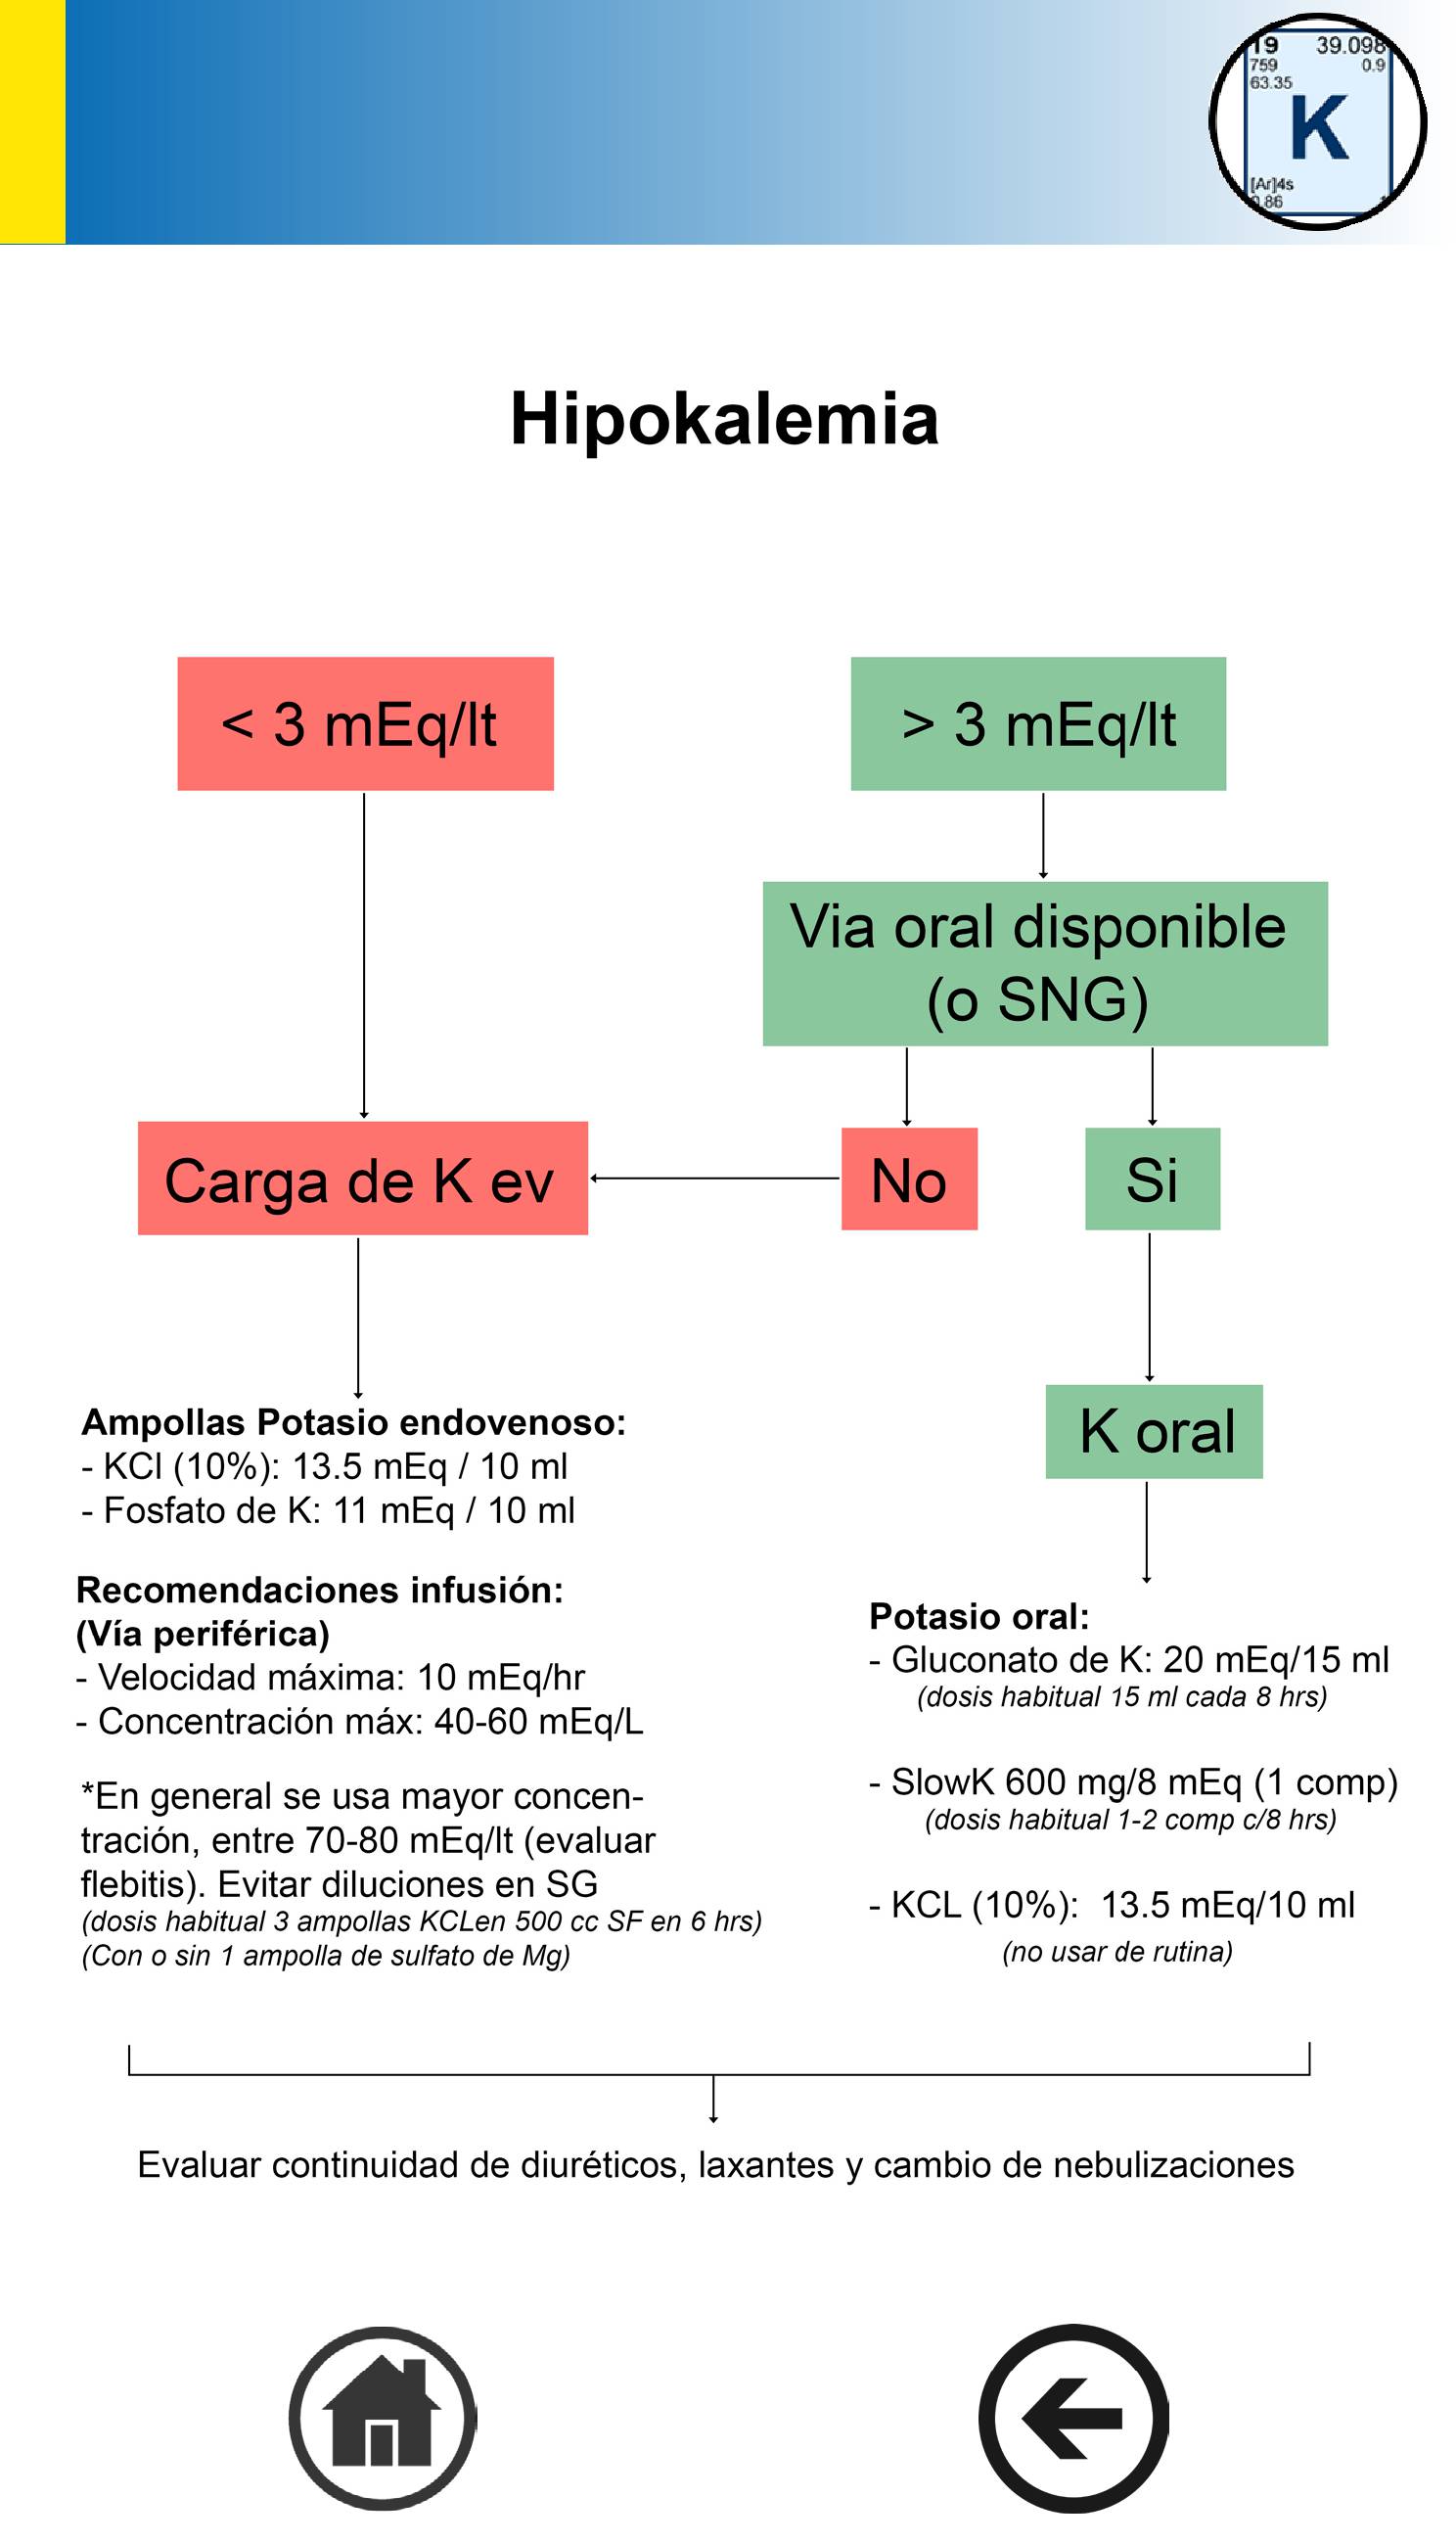 19 39.098
759 0.9
63.35
K
[Ar]4s
0.86 1
Hipokalemia
< 3 mEq/lt
> 3 mEq/lt
Via oral disponible
(o SNG)
Carga de K ev
No
Si
K oral
Ampollas Potasio endovenoso:
- KCl (10%): 13.5 mEq / 10 ml
- Fosfato de K: 11 mEq / 10 ml
Recomendaciones infusión:
(Vía periférica)
- Velocidad máxima: 10 mEq/hr
- Concentración máx: 40-60 mEq/L
*En general se usa mayor concen-
tración, entre 70-80 mEq/lt (evaluar
flebitis). Evitar diluciones en SG
(dosis habitual 3 ampollas KCLen 500 cc SF en 6 hrs)
(Con o sin 1 ampolla de sulfato de Mg)
Potasio oral:
- Gluconato de K: 20 mEq/15 ml
(dosis habitual 15 ml cada 8 hrs)
- SlowK 600 mg/8 mEq (1 comp)
(dosis habitual 1-2 comp c/8 hrs)
- KCL (10%): 13.5 mEq/10 ml
(no usar de rutina)
Evaluar continuidad de diuréticos, laxantes y cambio de nebulizaciones